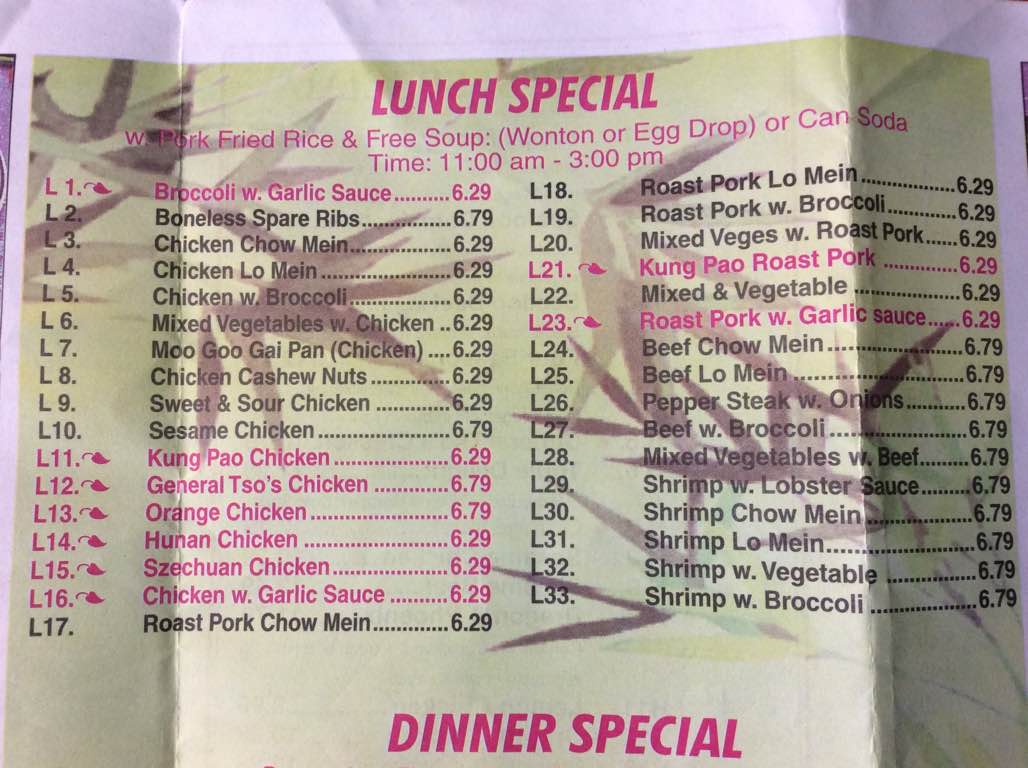 LUNCH SPECIAL
w. Pork Fried Rice & Free Soup: (Wonton or Egg Drop) or Can Soda
Time: 11:00 am - 3:00 pm
L 1. Broccoli w. Garlic Sauce..........6.29
L 2. Boneless Spare Ribs...............6.79
L 3. Chicken Chow Mein.................6.29
L 4. Chicken Lo Mein......................6.29
L 5. Chicken w. Broccoli.................6.29
L 6. Mixed Vegetables w. Chicken ..6.29
L 7. Moo Goo Gai Pan (Chicken) ....6.29
L 8. Chicken Cashew Nuts.............6.29
L 9. Sweet & Sour Chicken ............6.29
L10. Sesame Chicken......................6.79
L11. Kung Pao Chicken...................6.29
L12. General Tso's Chicken ............6.79
L13. Orange Chicken.......................6.79
L14. Hunan Chicken ........................6.29
L15. Szechuan Chicken...................6.29
L16. Chicken w. Garlic Sauce ..........6.29
L17. Roast Pork Chow Mein.............6.29
L18. Roast Pork Lo Mein................6.29
L19. Roast Pork w. Broccoli............6.29
L20. Mixed Veges w. Roast Pork.....6.29
L21. Kung Pao Roast Pork ..............6.29
L22. Mixed & Vegetable ..................6.29
L23. Roast Pork w. Garlic sauce......6.29
L24. Beef Chow Mein.......................6.79
L25. Beef Lo Mein ............................6.79
L26. Pepper Steak w. Onions..........6.79
L27. Beef w. Broccoli.......................6.79
L28. Mixed Vegetables w. Beef........6.79
L29. Shrimp w. Lobster Sauce........6.79
L30. Shrimp Chow Mein..................6.79
L31. Shrimp Lo Mein........................6.79
L32. Shrimp w. Vegetable ................6.79
L33. Shrimp w. Broccoli ..................6.79
DINNER SPECIAL